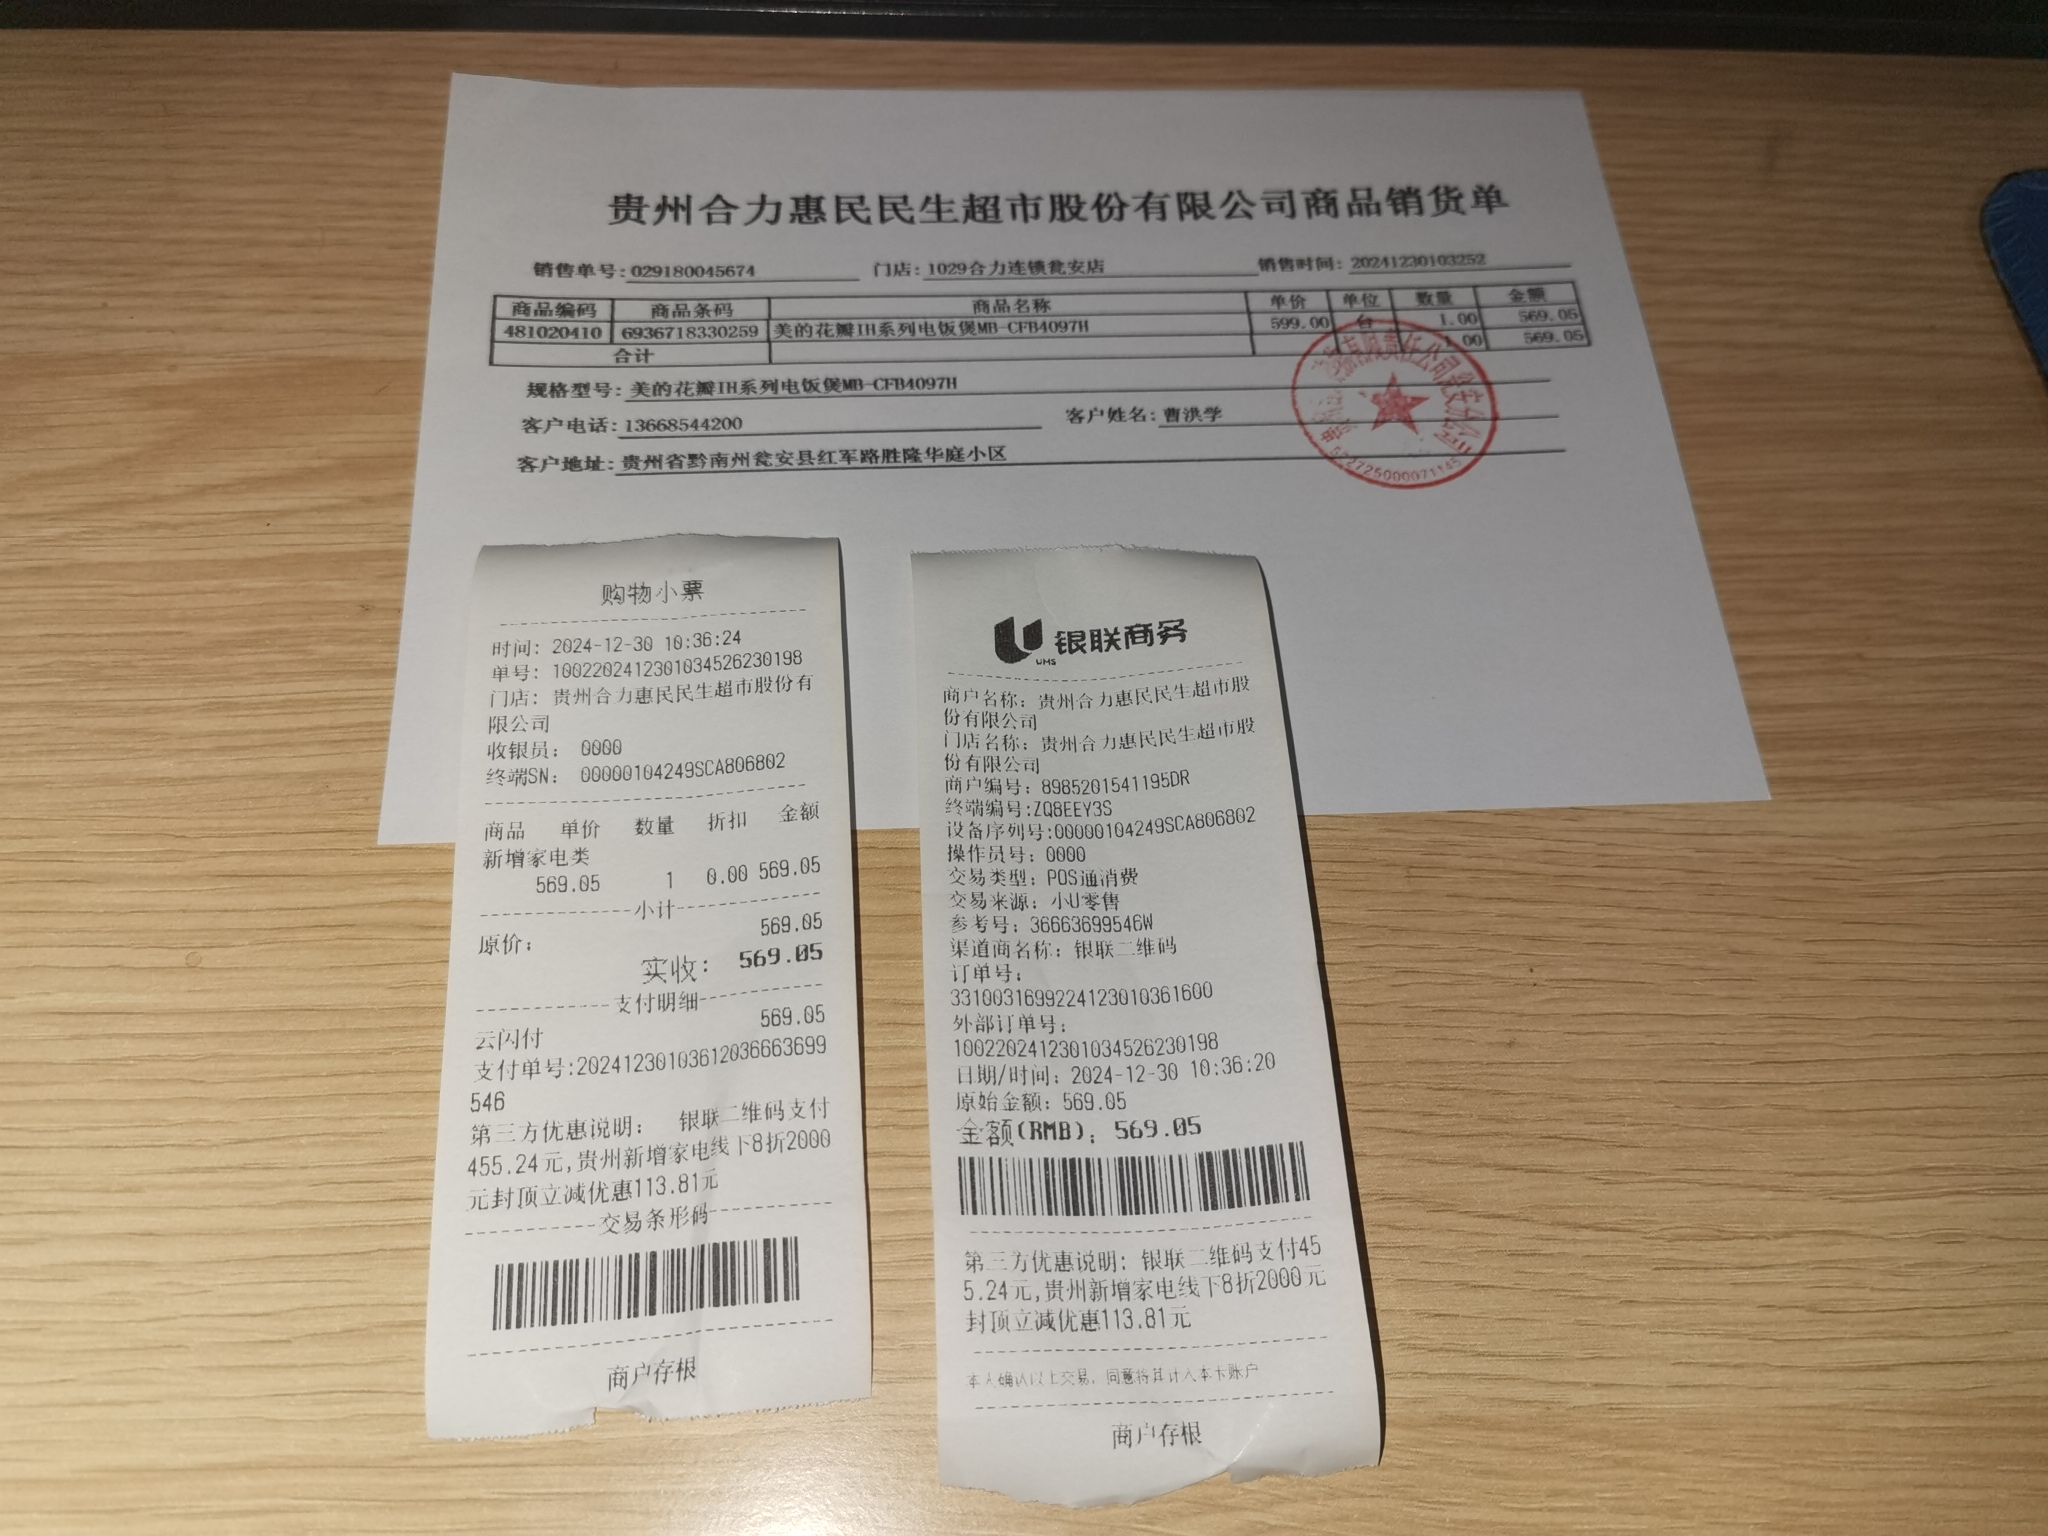 贵州合力惠民民生超市股份有限公司商品销货单
销售单号: 029180045674 门店: 1029合力连锁瓮安店 销售时间: 20241230103252
商品编码 商品条码 商品名称 单价 单位 数量 金额
481020410 6936718330259 美的花瓣IH系列电饭煲MB-CFB4097H 599.00 台 1.00 569.05
合计 1.00 569.05
规格型号: 美的花瓣IH系列电饭煲MB-CFB4097H
客户电话: 13668544200 客户姓名: 曹洪学
客户地址: 贵州省黔南州瓮安县红军路胜隆华庭小区
购物小票
时间: 2024-12-30 10:36:24
单号: 1002202412301034526230198
门店: 贵州合力惠民民生超市股份有
限公司
收银员: 0000
终端SN: 00000104249SCA806802
商品 单价 数量 折扣 金额
新增家电类
569.05 1 0.00 569.05
小计
原价: 569.05
实收: 569.05
支付明细
云闪付 569.05
支付单号:20241230103612036663699
546
第三方优惠说明: 银联二维码支付
455.24元,贵州新增家电线下8折2000
元封顶立减优惠113.81元
交易条形码
商户存根
银联商务
UMS
商户名称: 贵州合力惠民民生超市股
份有限公司
门店名称: 贵州合力惠民民生超市股
份有限公司
商户编号: 8985201541195DR
终端编号:ZQ8EEY3S
设备序列号:00000104249SCA806802
操作员号: 0000
交易类型: POS通消费
交易来源: 小U零售
参考号: 36663699546W
渠道商名称: 银联二维码
订单号:
3310031699224123010361600
外部订单号:
1002202412301034526230198
日期/时间: 2024-12-30 10:36:20
原始金额: 569.05
金额(RMB): 569.05
第三方优惠说明: 银联二维码支付45
5.24元,贵州新增家电线下8折2000元
封顶立减优惠113.81元
本人确认以上交易, 同意将其计入本卡账户
商户存根